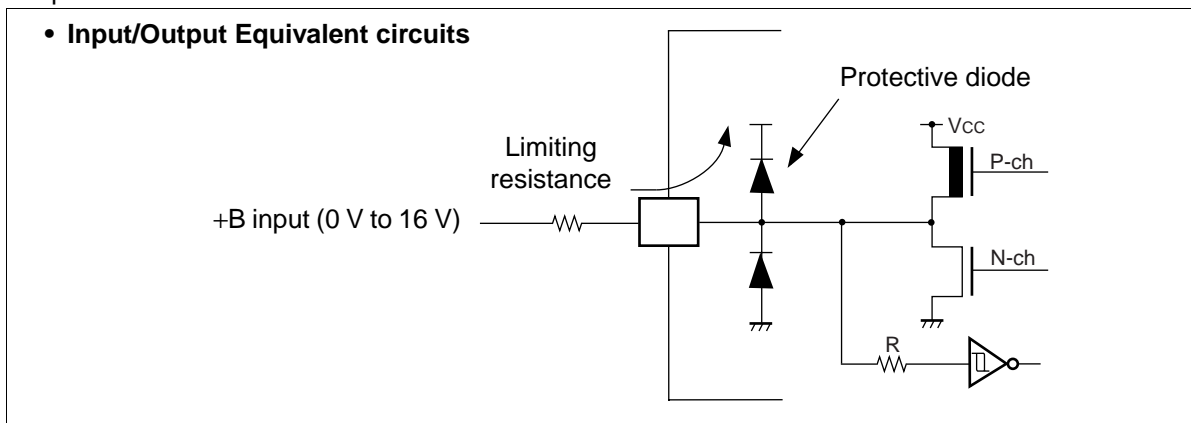 • Input/Output Equivalent circuits
Protective diode
Vcc
Limiting
resistance
P-ch
+B input (0 V to 16 V)
N-ch
R